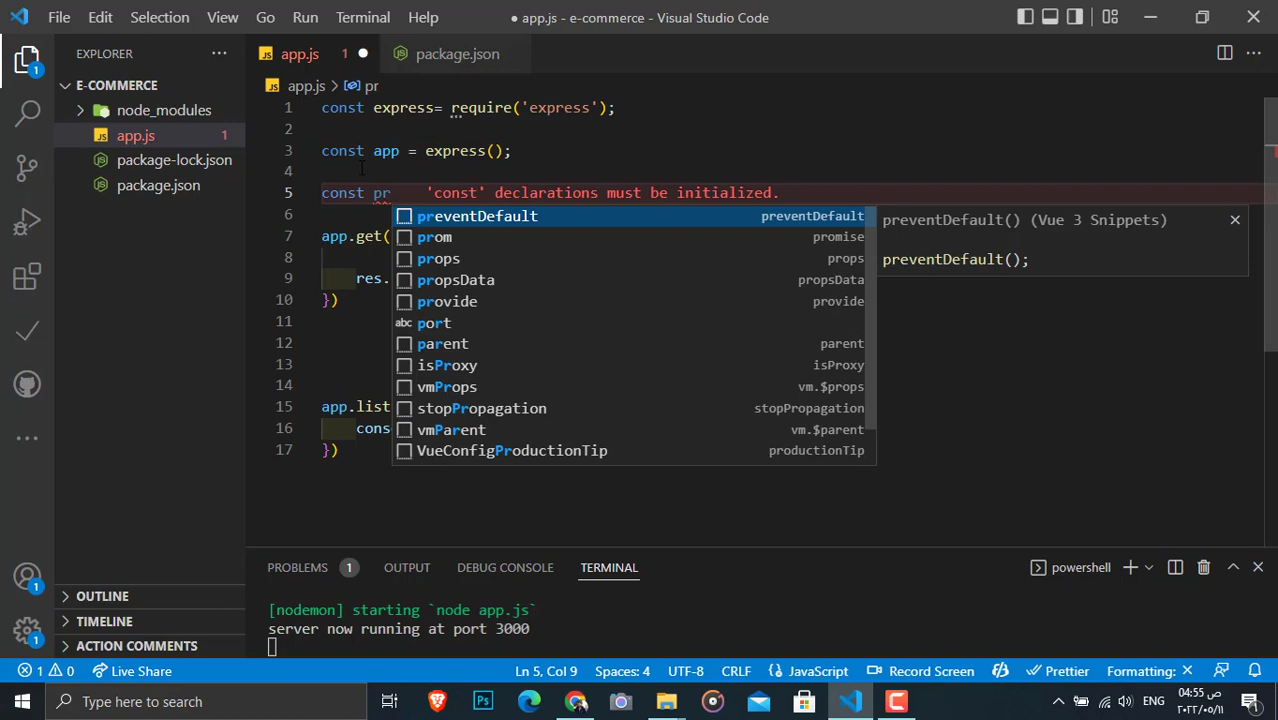 File Edit Selection View Go Run Terminal Help
● app.js - e-commerce - Visual Studio Code
EXPLORER
E-COMMERCE
node_modules
app.js 1
package-lock.json
package.json
OUTLINE
TIMELINE
ACTION COMMENTS
app.js 1
package.json
app.js > pr
1 const express= require('express');
2
3 const app = express();
4
5 const pr 'const' declarations must be initialized.
6
7 app.get(
8
9 res.
10 })
11
12
13
14
15 app.list
16 cons
17 })
preventDefault preventDefault
prom promise
props props
propsData propsData
provide provide
abc port
parent parent
isProxy isProxy
vmProps vm.$props
stopPropagation stopPropagation
vmParent vm.$parent
VueConfigProductionTip productionTip
preventDefault() (Vue 3 Snippets)
preventDefault();
PROBLEMS 1 OUTPUT DEBUG CONSOLE TERMINAL
powershell
[nodemon] starting `node app.js`
server now running at port 3000
1 0 Live Share Ln 5, Col 9 Spaces: 4 UTF-8 CRLF JavaScript Record Screen Prettier Formatting: ✕
Type here to search
ENG
04:55 ص